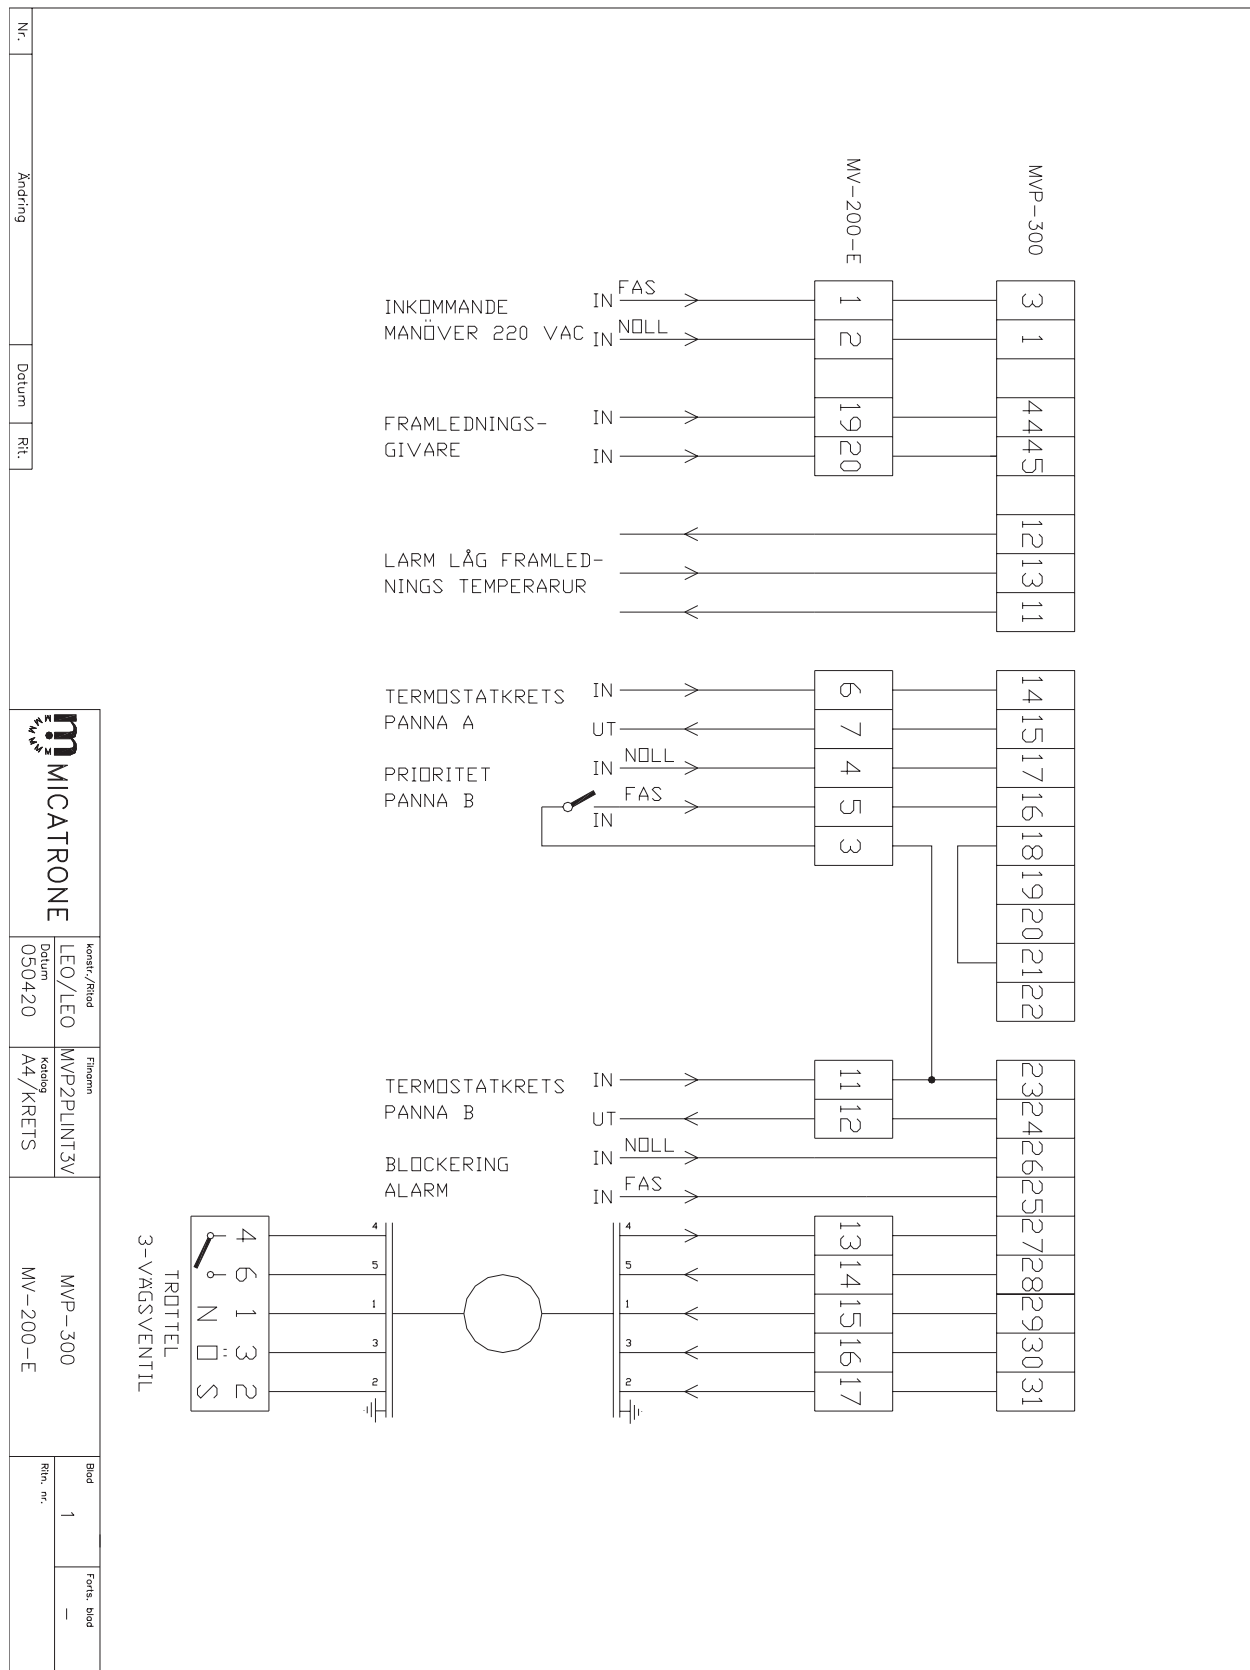 Nr.
Ändring
Datum
Rit.
MV-200-E
MVP-300
INKOMMANDE
MANÖVER 220 VAC
IN FAS
IN NOLL
1
2
3
1
FRAMLEDNINGS-
GIVARE
IN
IN
19
20
44
45
LARM LÅG FRAMLED-
NINGS TEMPERARUR
12
13
11
TERMOSTATKRETS
PANNA A
IN
UT
6
7
14
15
PRIORITET
PANNA B
IN NOLL
FAS
IN
4
5
3
17
16
18
19
20
21
22
TERMOSTATKRETS
PANNA B
IN
UT
11
12
23
24
BLOCKERING
ALARM
IN NOLL
IN FAS
26
25
4 4 13 27
5 5 14 28
1 1 15 29
3 3 16 30
2 2 17 31
4
6
1 N
3 Ö
2 S
TROTTEL
3-VÄGSVENTIL
m MICATRONE
konstr./Ritad
LEO/LEO
Datum
050420
Filnamn
MVP2PLINT3V
Katalog
A4/KRETS
MVP-300
MV-200-E
Blad
1
Forts. blad
-
Ritn. nr.